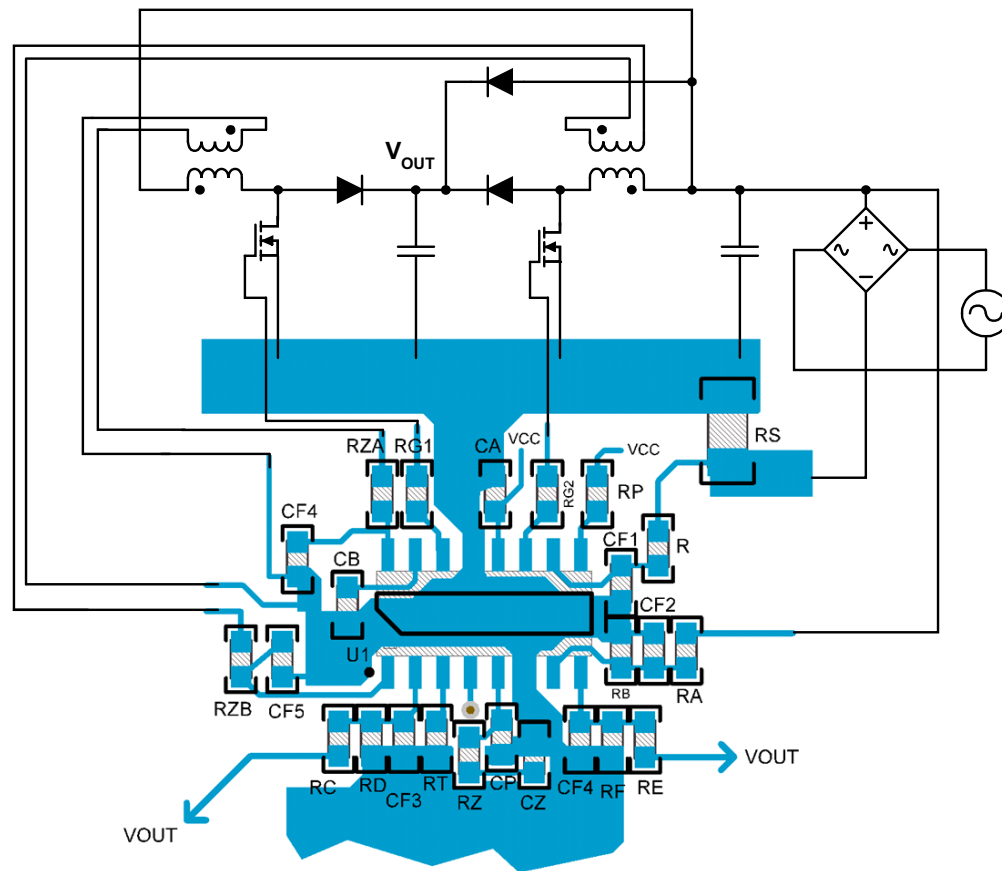 VOUT
RS
RZA
RG1
CA
VCC
RG2
RP
VCC
CF4
CB
CF1
R
CF2
U1
RB
RA
RZB
CF5
RC
RD
CF3
RT
RZ
CP
CZ
CF4
RF
RE
VOUT
VOUT